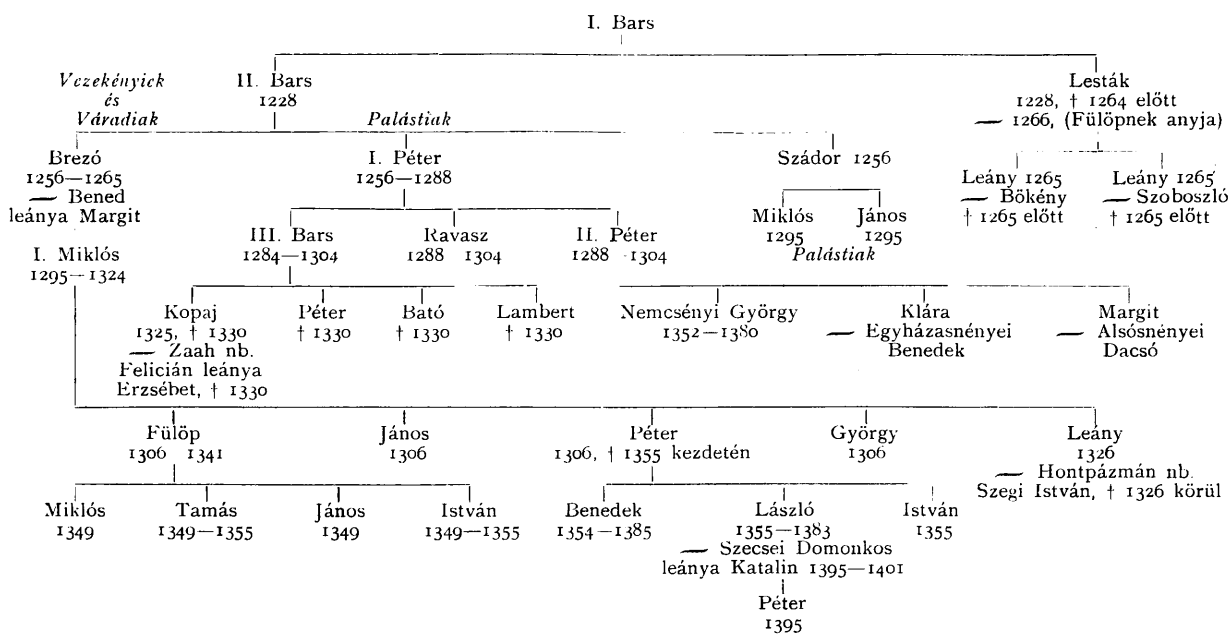 I. Bars
Vczekényick
és
Váradiak
II. Bars
1228
Palástiak
Lesták
1228, † 1264 előtt
— 1266, (Fülöpnek anyja)
Brezó
1256—1265
— Bened
leánya Margit
I. Péter
1256—1288
Szádor 1256
Leány 1265
— Bökény
† 1265 előtt
Leány 1265
— Szoboszló
† 1265 előtt
Miklós
1295
János
1295
Palástiak
I. Miklós
1295—1324
III. Bars
1284—1304
Ravasz
1288 1304
II. Péter
1288 1304
Kopaj
1325, † 1330
— Zaah nb.
Felicián leánya
Erzsébet, † 1330
Péter
† 1330
Bató
† 1330
Lambert
† 1330
Nemcsényi György
1352—1380
Klára
— Egyházasnényei
Benedek
Margit
— Alsósnényei
Dacsó
Fülöp
1306 1341
János
1306
Péter
1306, † 1355 kezdetén
György
1306
Leány
1326
— Hontpázmán nb.
Szegi István, † 1326 körül
Miklós
1349
Tamás
1349—1355
János
1349
István
1349—1355
Benedek
1354—1385
László
1355—1383
— Szecsei Domonkos
leánya Katalin 1395—1401
István
1355
Péter
1395